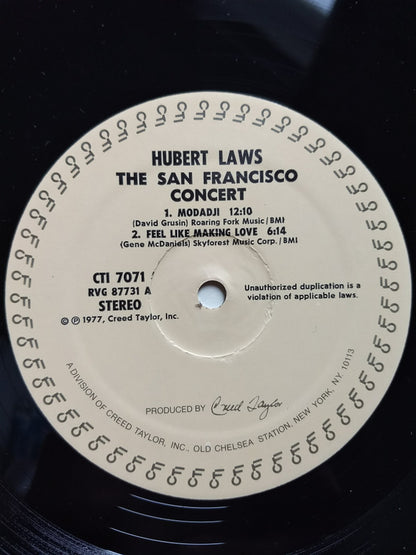 HUBERT LAWS
THE SAN FRANCISCO
CONCERT
1. MODADJI 12:10
(David Grusin) Roaring Fork Music/BMI
2. FEEL LIKE MAKING LOVE 6:14
(Gene McDaniels) Skyforest Music Corp./BMI
CTI 7071
RVG 87731 A
STEREO
© ℗ 1977, Creed Taylor, Inc.
Unauthorized duplication is a
violation of applicable laws.
PRODUCED BY Creed Taylor
A DIVISION OF CREED TAYLOR, INC., OLD CHELSEA STATION, NEW YORK, NY 10113